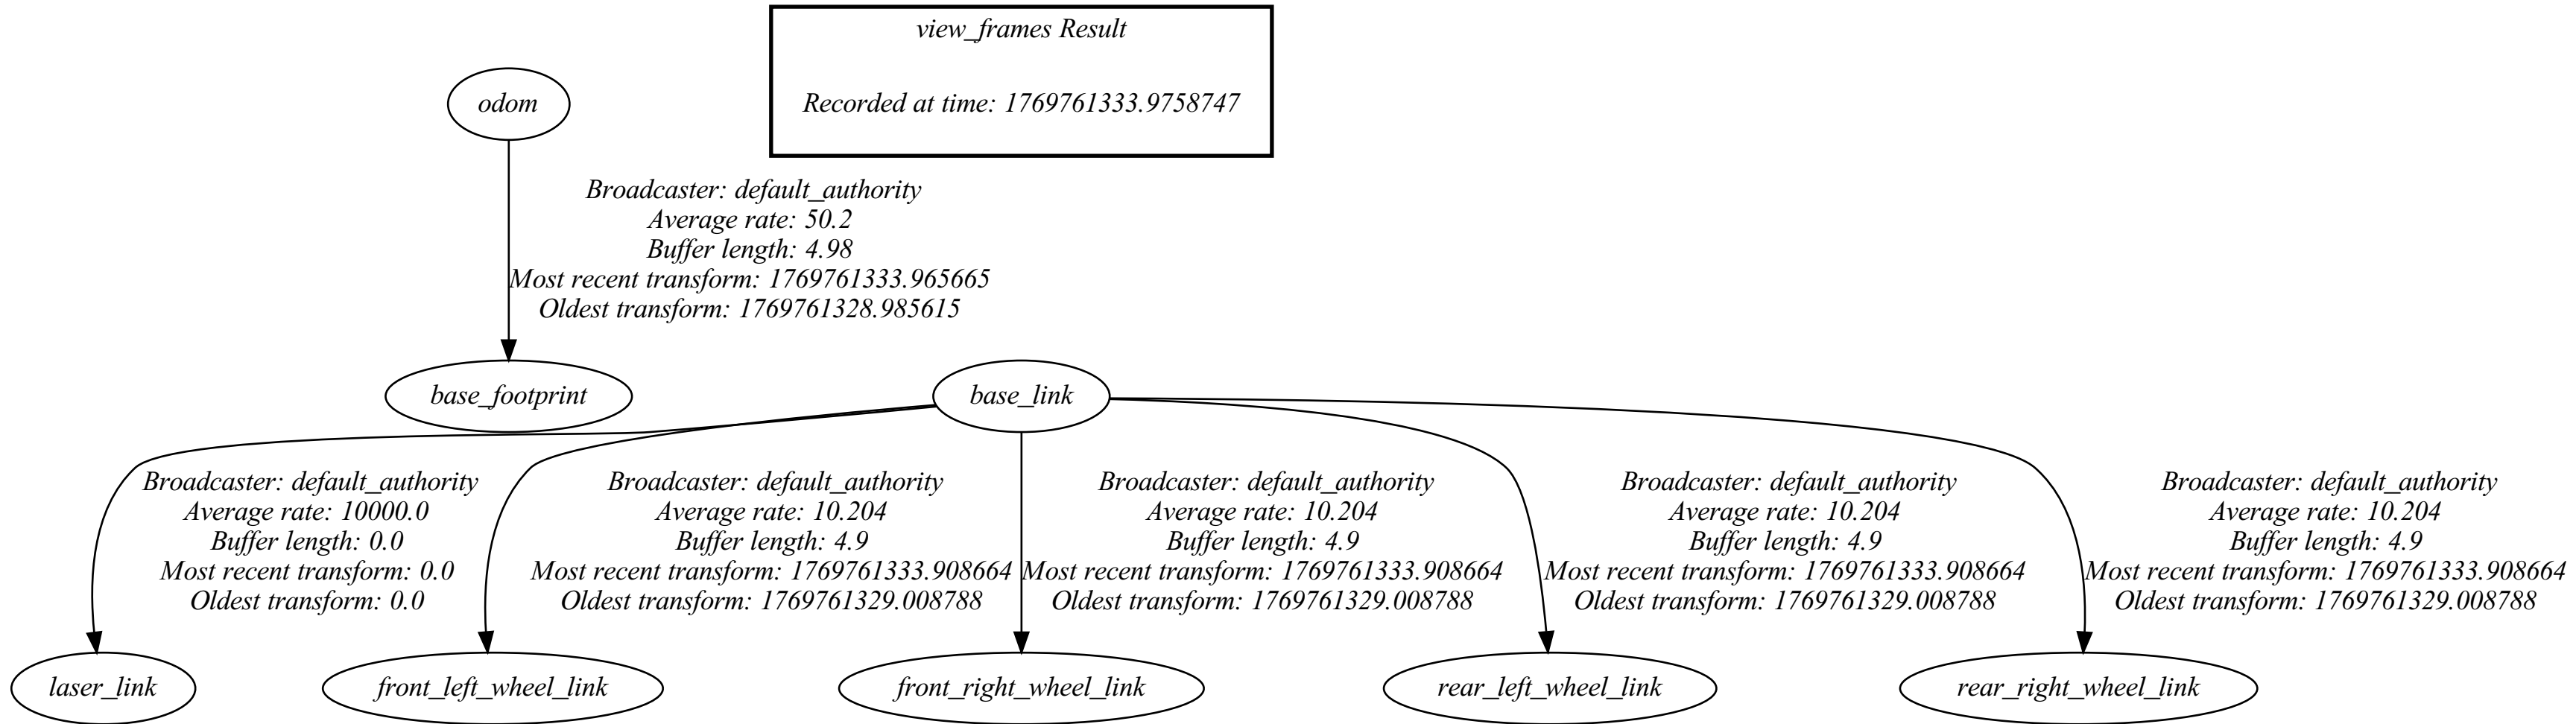 view_frames Result
Recorded at time: 1769761333.9758747
odom
Broadcaster: default_authority
Average rate: 50.2
Buffer length: 4.98
Most recent transform: 1769761333.965665
Oldest transform: 1769761328.985615
base_footprint
base_link
Broadcaster: default_authority
Average rate: 10000.0
Buffer length: 0.0
Most recent transform: 0.0
Oldest transform: 0.0
Broadcaster: default_authority
Average rate: 10.204
Buffer length: 4.9
Most recent transform: 1769761333.908664
Oldest transform: 1769761329.008788
Broadcaster: default_authority
Average rate: 10.204
Buffer length: 4.9
Most recent transform: 1769761333.908664
Oldest transform: 1769761329.008788
Broadcaster: default_authority
Average rate: 10.204
Buffer length: 4.9
Most recent transform: 1769761333.908664
Oldest transform: 1769761329.008788
Broadcaster: default_authority
Average rate: 10.204
Buffer length: 4.9
Most recent transform: 1769761333.908664
Oldest transform: 1769761329.008788
laser_link
front_left_wheel_link
front_right_wheel_link
rear_left_wheel_link
rear_right_wheel_link